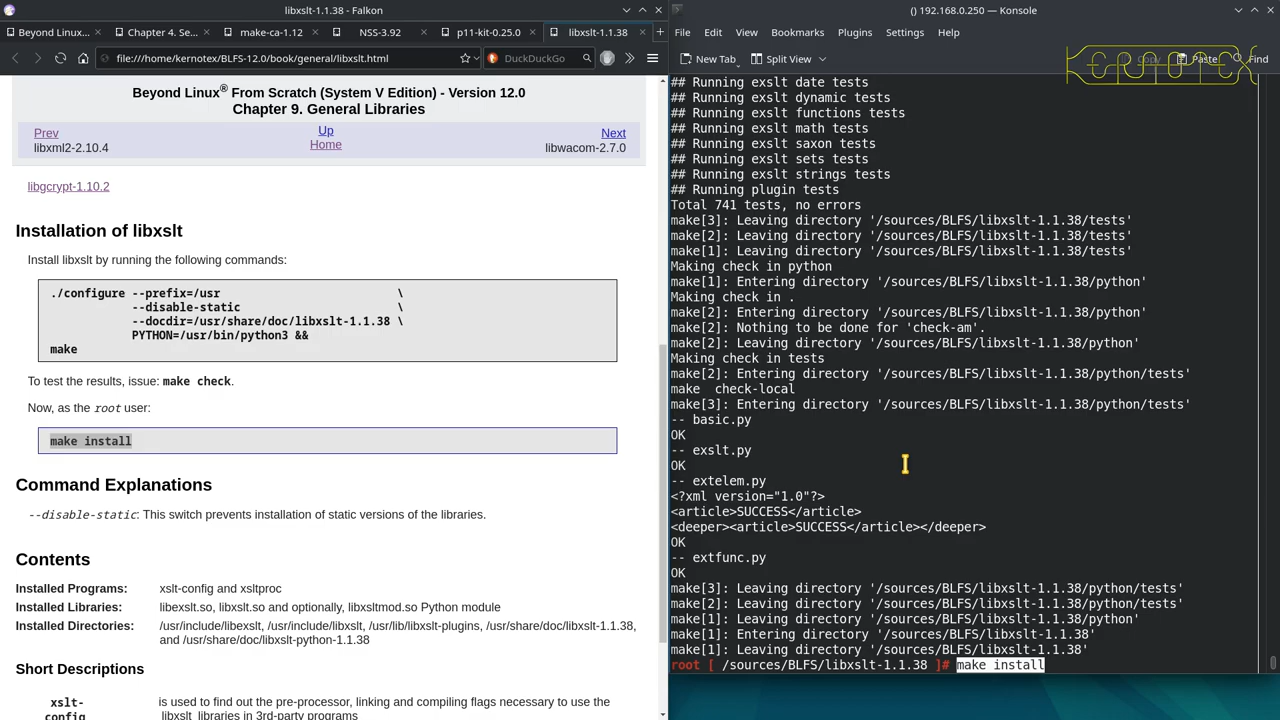 libxslt-1.1.38 - Falkon
Beyond Linux...
Chapter 4. Se...
make-ca-1.12
NSS-3.92
p11-kit-0.25.0
libxslt-1.1.38
file:///home/kernotex/BLFS-12.0/book/general/libxslt.html
DuckDuckGo
Beyond Linux® From Scratch (System V Edition) - Version 12.0
Chapter 9. General Libraries
Prev
Up
Next
libxml2-2.10.4
Home
libwacom-2.7.0
libgcrypt-1.10.2
Installation of libxslt
Install libxslt by running the following commands:
./configure --prefix=/usr \
--disable-static \
--docdir=/usr/share/doc/libxslt-1.1.38 \
PYTHON=/usr/bin/python3 &&
make
To test the results, issue: make check.
Now, as the root user:
make install
Command Explanations
--disable-static: This switch prevents installation of static versions of the libraries.
Contents
Installed Programs: xslt-config and xsltproc
Installed Libraries: libexslt.so, libxslt.so and optionally, libxsltmod.so Python module
Installed Directories: /usr/include/libexslt, /usr/include/libxslt, /usr/lib/libxslt-plugins, /usr/share/doc/libxslt-1.1.38,
and /usr/share/doc/libxslt-python-1.1.38
Short Descriptions
xslt- is used to find out the pre-processor, linking and compiling flags necessary to use the
config libxslt libraries in 3rd-party programs
() 192.168.0.250 — Konsole
File Edit View Bookmarks Plugins Settings Help
New Tab Split View Copy Paste Find
KernoteX
## Running exslt date tests
## Running exslt dynamic tests
## Running exslt functions tests
## Running exslt math tests
## Running exslt saxon tests
## Running exslt sets tests
## Running exslt strings tests
## Running plugin tests
Total 741 tests, no errors
make[3]: Leaving directory '/sources/BLFS/libxslt-1.1.38/tests'
make[2]: Leaving directory '/sources/BLFS/libxslt-1.1.38/tests'
make[1]: Leaving directory '/sources/BLFS/libxslt-1.1.38/tests'
Making check in python
make[1]: Entering directory '/sources/BLFS/libxslt-1.1.38/python'
Making check in .
make[2]: Entering directory '/sources/BLFS/libxslt-1.1.38/python'
make[2]: Nothing to be done for 'check-am'.
make[2]: Leaving directory '/sources/BLFS/libxslt-1.1.38/python'
Making check in tests
make[2]: Entering directory '/sources/BLFS/libxslt-1.1.38/python/tests'
make  check-local
make[3]: Entering directory '/sources/BLFS/libxslt-1.1.38/python/tests'
-- basic.py
OK
-- exslt.py
OK
-- extelem.py
<?xml version="1.0"?>
<article>SUCCESS</article>
<deeper><article>SUCCESS</article></deeper>
OK
-- extfunc.py
OK
make[3]: Leaving directory '/sources/BLFS/libxslt-1.1.38/python/tests'
make[2]: Leaving directory '/sources/BLFS/libxslt-1.1.38/python/tests'
make[1]: Leaving directory '/sources/BLFS/libxslt-1.1.38/python'
make[1]: Entering directory '/sources/BLFS/libxslt-1.1.38'
make[1]: Leaving directory '/sources/BLFS/libxslt-1.1.38'
root [ /sources/BLFS/libxslt-1.1.38 ]# make install